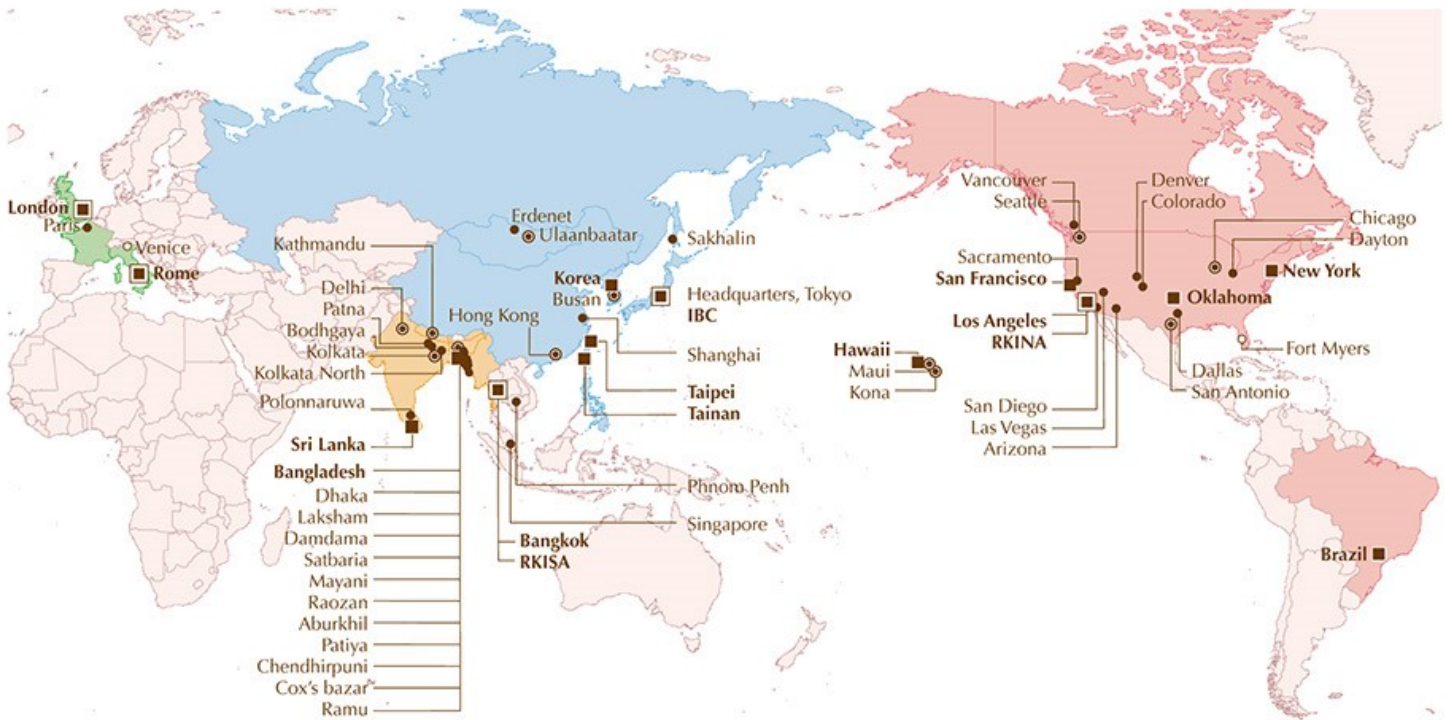 London
Paris
Venice
Rome
Kathmandu
Delhi
Patna
Bodhgaya
Kolkata
Kolkata North
Polonnaruwa
Sri Lanka
Bangladesh
Dhaka
Laksham
Damdama
Satbaria
Mayani
Raozan
Aburkhil
Patiya
Chendhirpuni
Cox's bazar
Ramu
Erdenet
Ulaanbaatar
Sakhalin
Korea
Busan
Headquarters, Tokyo
IBC
Hong Kong
Shanghai
Taipei
Tainan
Phnom Penh
Singapore
Bangkok
RKISA
Hawaii
Maui
Kona
Vancouver
Seattle
Sacramento
San Francisco
Los Angeles
RKINA
San Diego
Las Vegas
Arizona
Denver
Colorado
Chicago
Dayton
New York
Oklahoma
Fort Myers
Dallas
San Antonio
Brazil